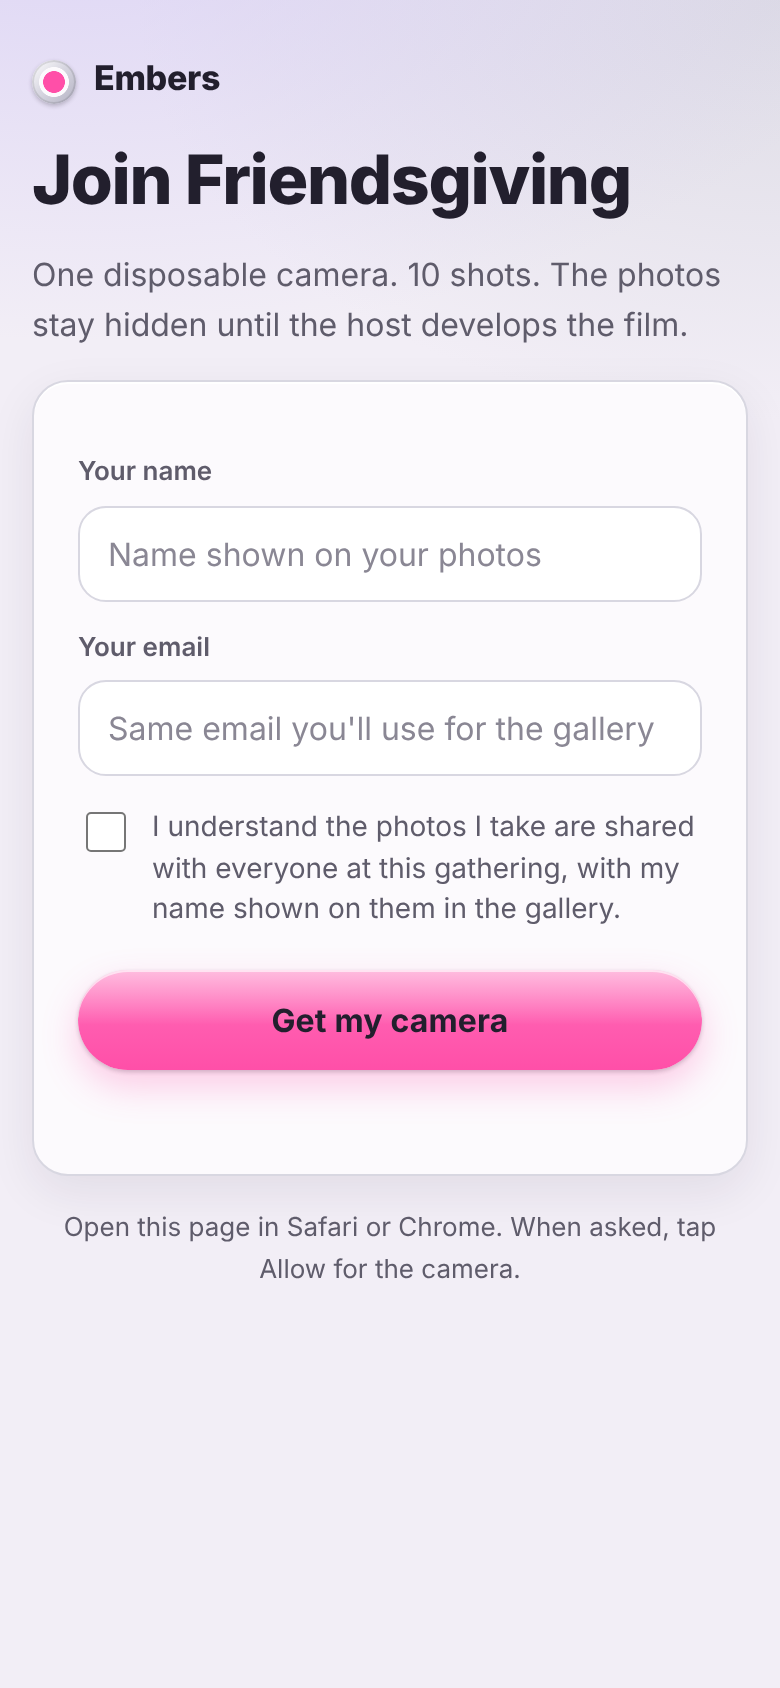 Embers
Join Friendsgiving
One disposable camera. 10 shots. The photos
stay hidden until the host develops the film.
Your name
Name shown on your photos
Your email
Same email you'll use for the gallery
I understand the photos I take are shared
with everyone at this gathering, with my
name shown on them in the gallery.
Get my camera
Open this page in Safari or Chrome. When asked, tap
Allow for the camera.